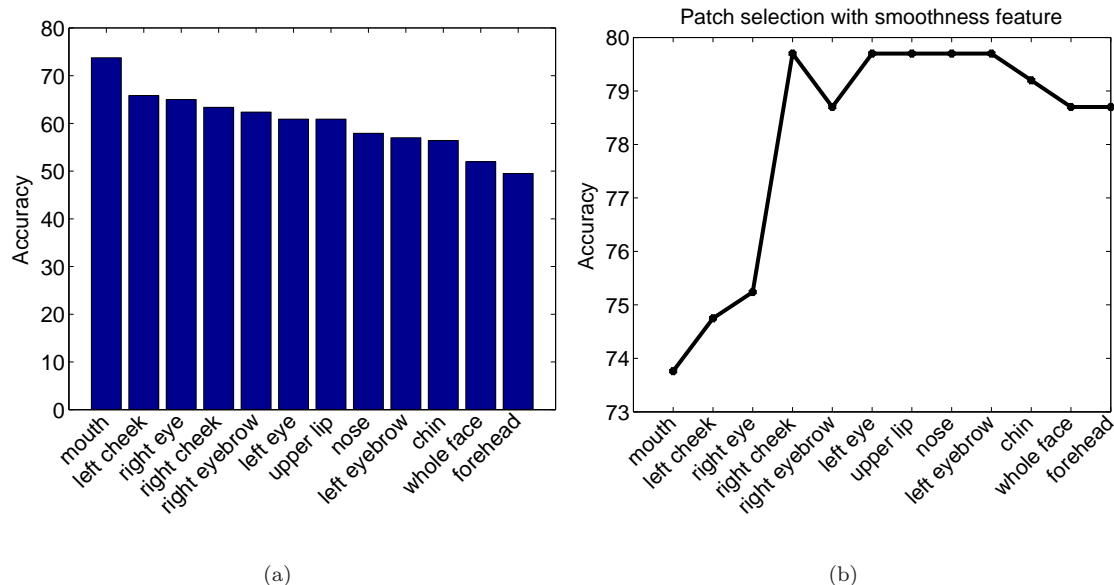 80
70
60
50
40
30
20
10
0
Accuracy
mouth
left cheek
right eye
right cheek
right eyebrow
left eye
upper lip
nose
left eyebrow
chin
whole face
forehead
(a)
Patch selection with smoothness feature
80
79
78
77
76
75
74
73
Accuracy
mouth
left cheek
right eye
right cheek
right eyebrow
left eye
upper lip
nose
left eyebrow
chin
whole face
forehead
(b)